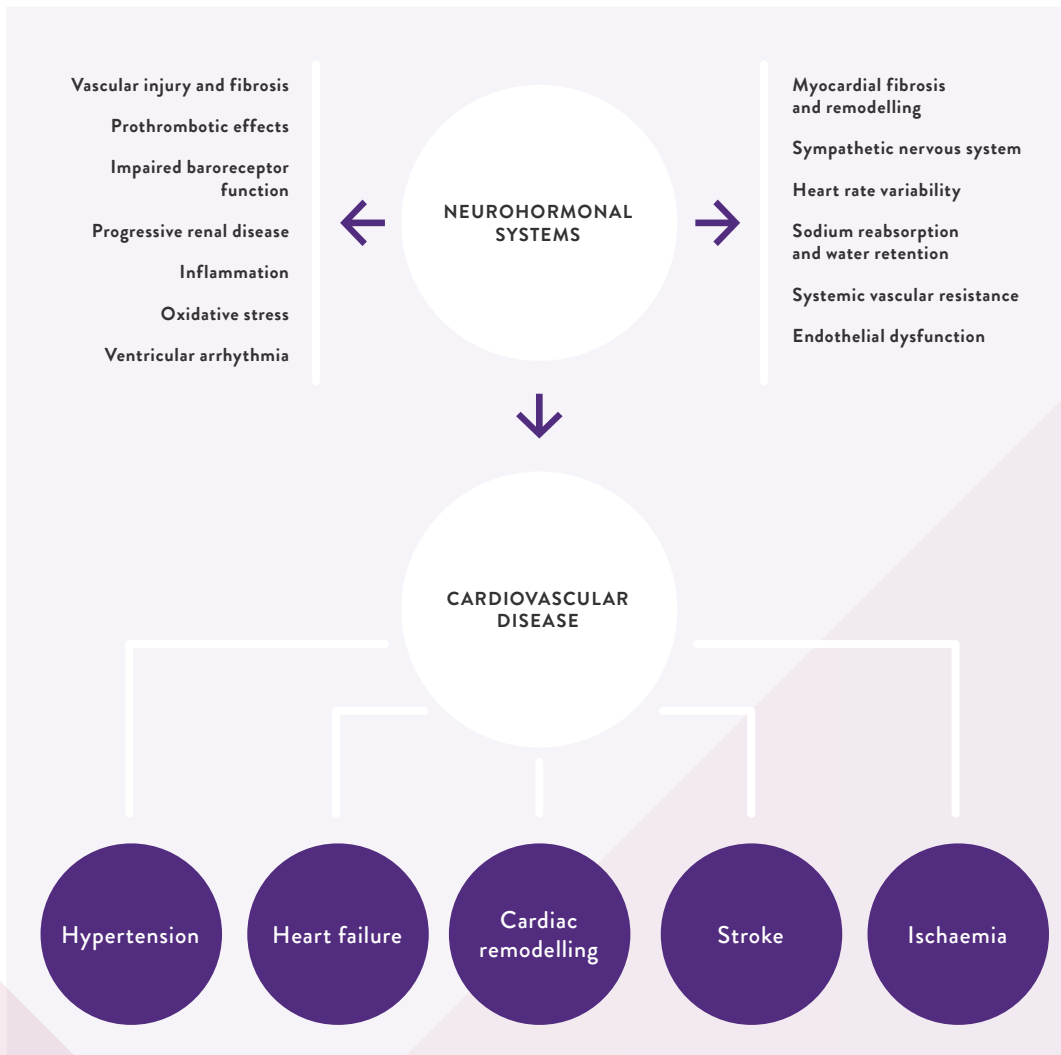 Vascular injury and fibrosis
Prothrombotic effects
Impaired baroreceptor
function
Progressive renal disease
Inflammation
Oxidative stress
Ventricular arrhythmia
NEUROHORMONAL
SYSTEMS
Myocardial fibrosis
and remodelling
Sympathetic nervous system
Heart rate variability
Sodium reabsorption
and water retention
Systemic vascular resistance
Endothelial dysfunction
CARDIOVASCULAR
DISEASE
Hypertension
Heart failure
Cardiac
remodelling
Stroke
Ischaemia